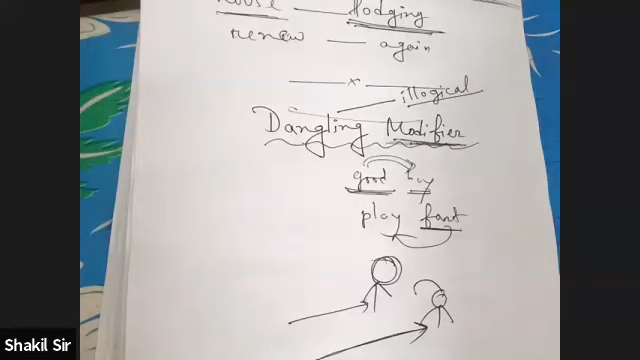 Hodging
renew — again
x
illogical
Dangling Modifier
good boy
play fast
Shakil Sir